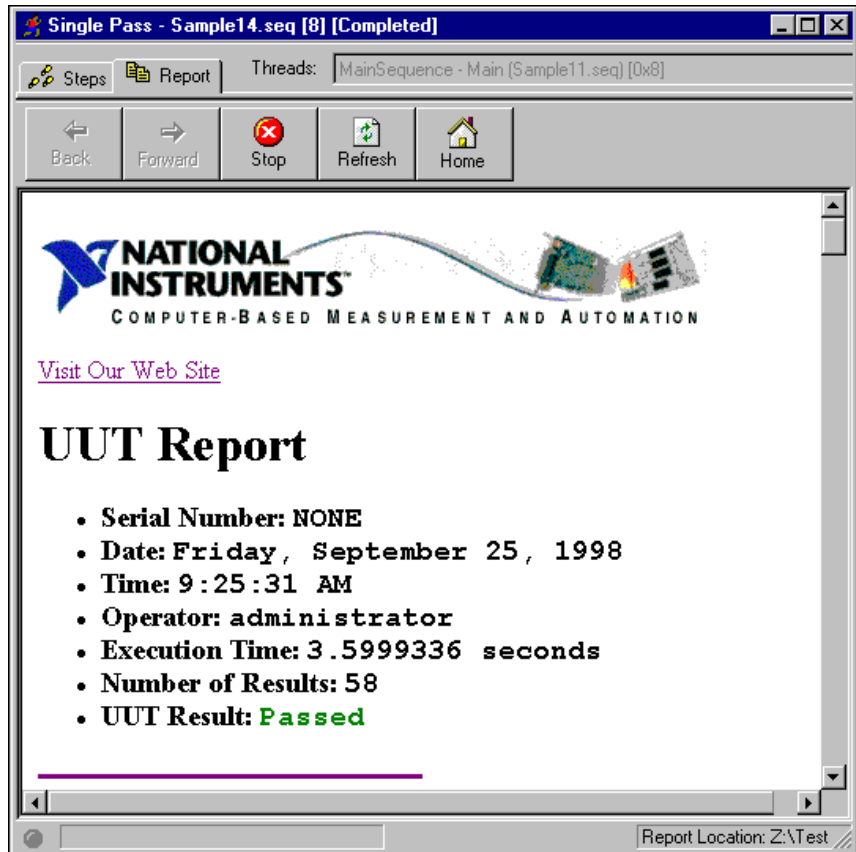 Single Pass - Sample14.seq [8] [Completed]
Steps Report Threads: MainSequence - Main (Sample11.seq) [0x8]
Back Forward Stop Refresh Home
NATIONAL
INSTRUMENTS™
COMPUTER-BASED MEASUREMENT AND AUTOMATION
Visit Our Web Site
UUT Report
• Serial Number: NONE
• Date: Friday, September 25, 1998
• Time: 9:25:31 AM
• Operator: administrator
• Execution Time: 3.5999336 seconds
• Number of Results: 58
• UUT Result: Passed
Report Location: Z:\Test